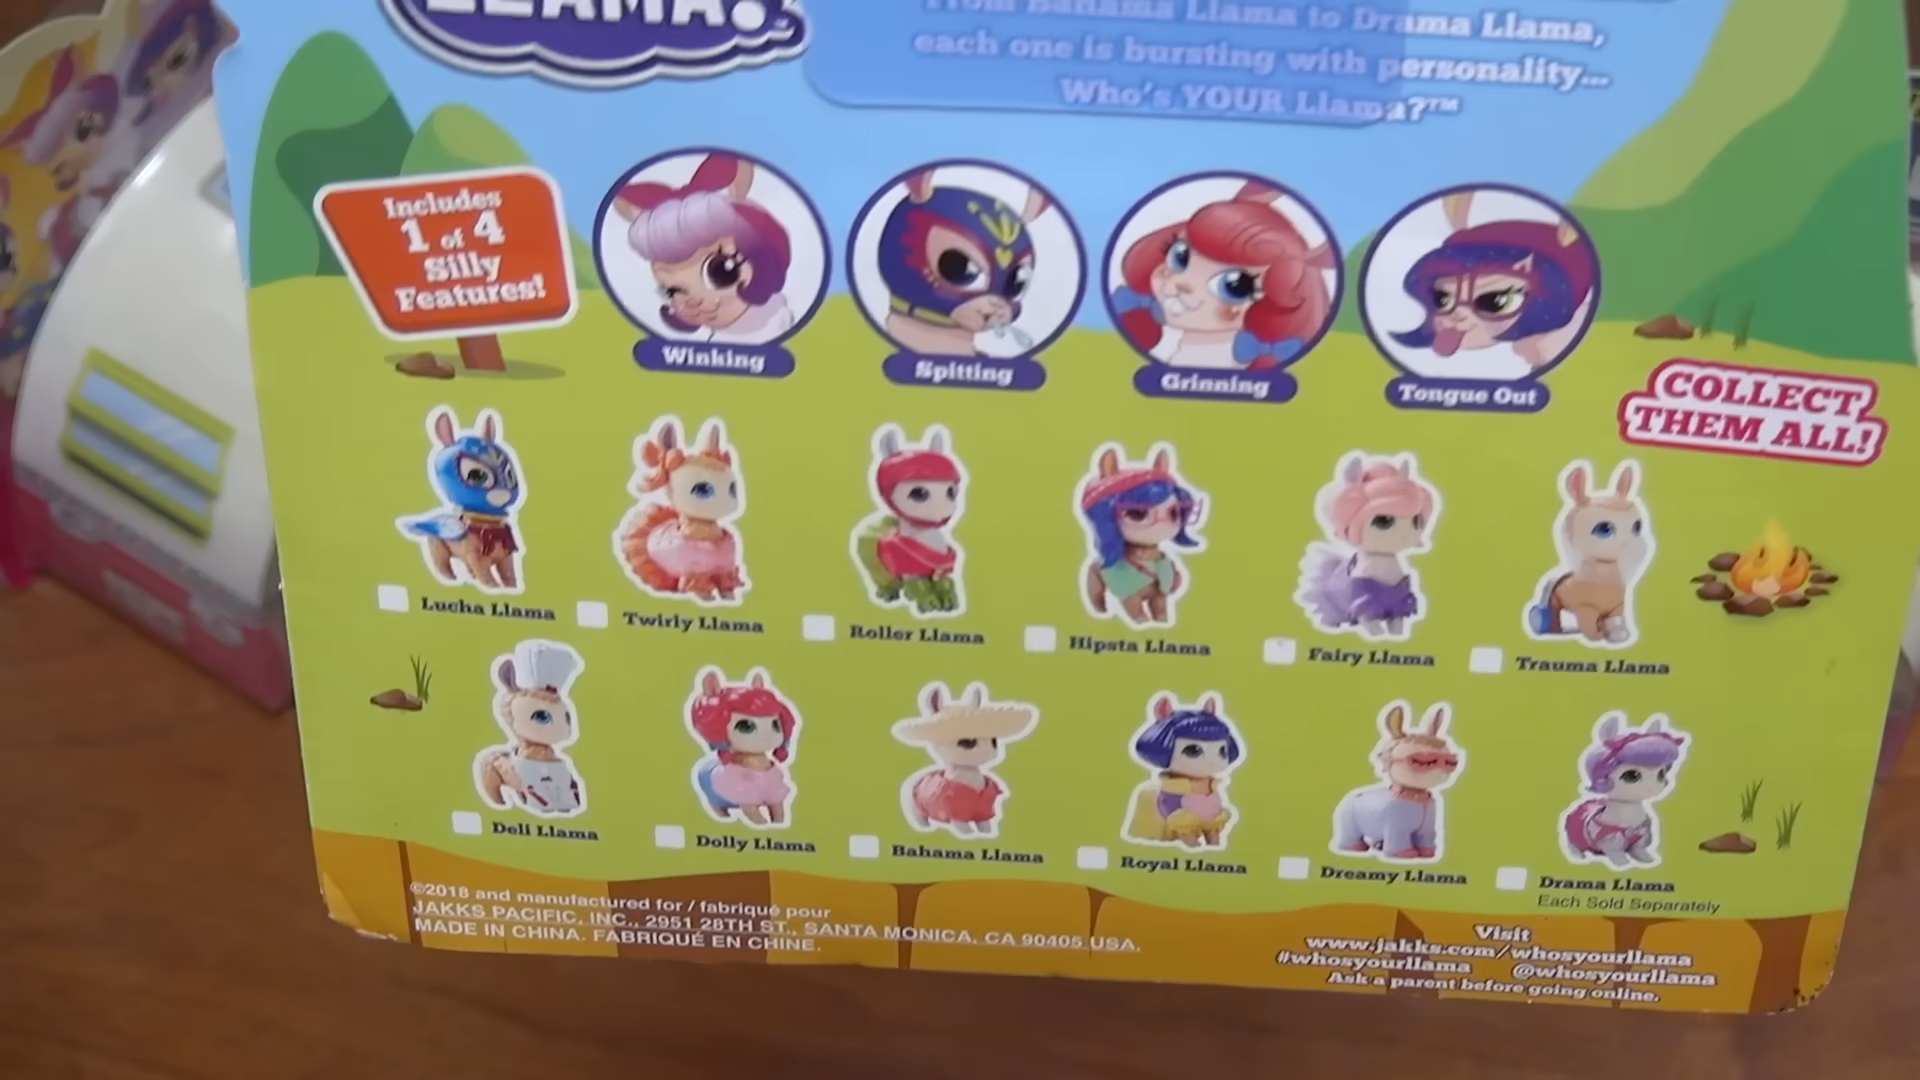 LLAMA!
From Bahama Llama to Drama Llama,
each one is bursting with personality...
Who's YOUR Llama?™
Includes
1 of 4
Silly
Features!
Winking
Spitting
Grinning
Tongue Out
COLLECT
THEM ALL!
Lucha Llama
Twirly Llama
Roller Llama
Hipsta Llama
Fairy Llama
Trauma Llama
Deli Llama
Dolly Llama
Bahama Llama
Royal Llama
Dreamy Llama
Drama Llama
Each Sold Separately
©2018 and manufactured for / fabriqué pour
JAKKS PACIFIC, INC., 2951 28TH ST., SANTA MONICA, CA 90405 USA.
MADE IN CHINA. FABRIQUÉ EN CHINE.
Visit
www.jakks.com/whosyourllama
#whosyourllama @whosyourllama
Ask a parent before going online.